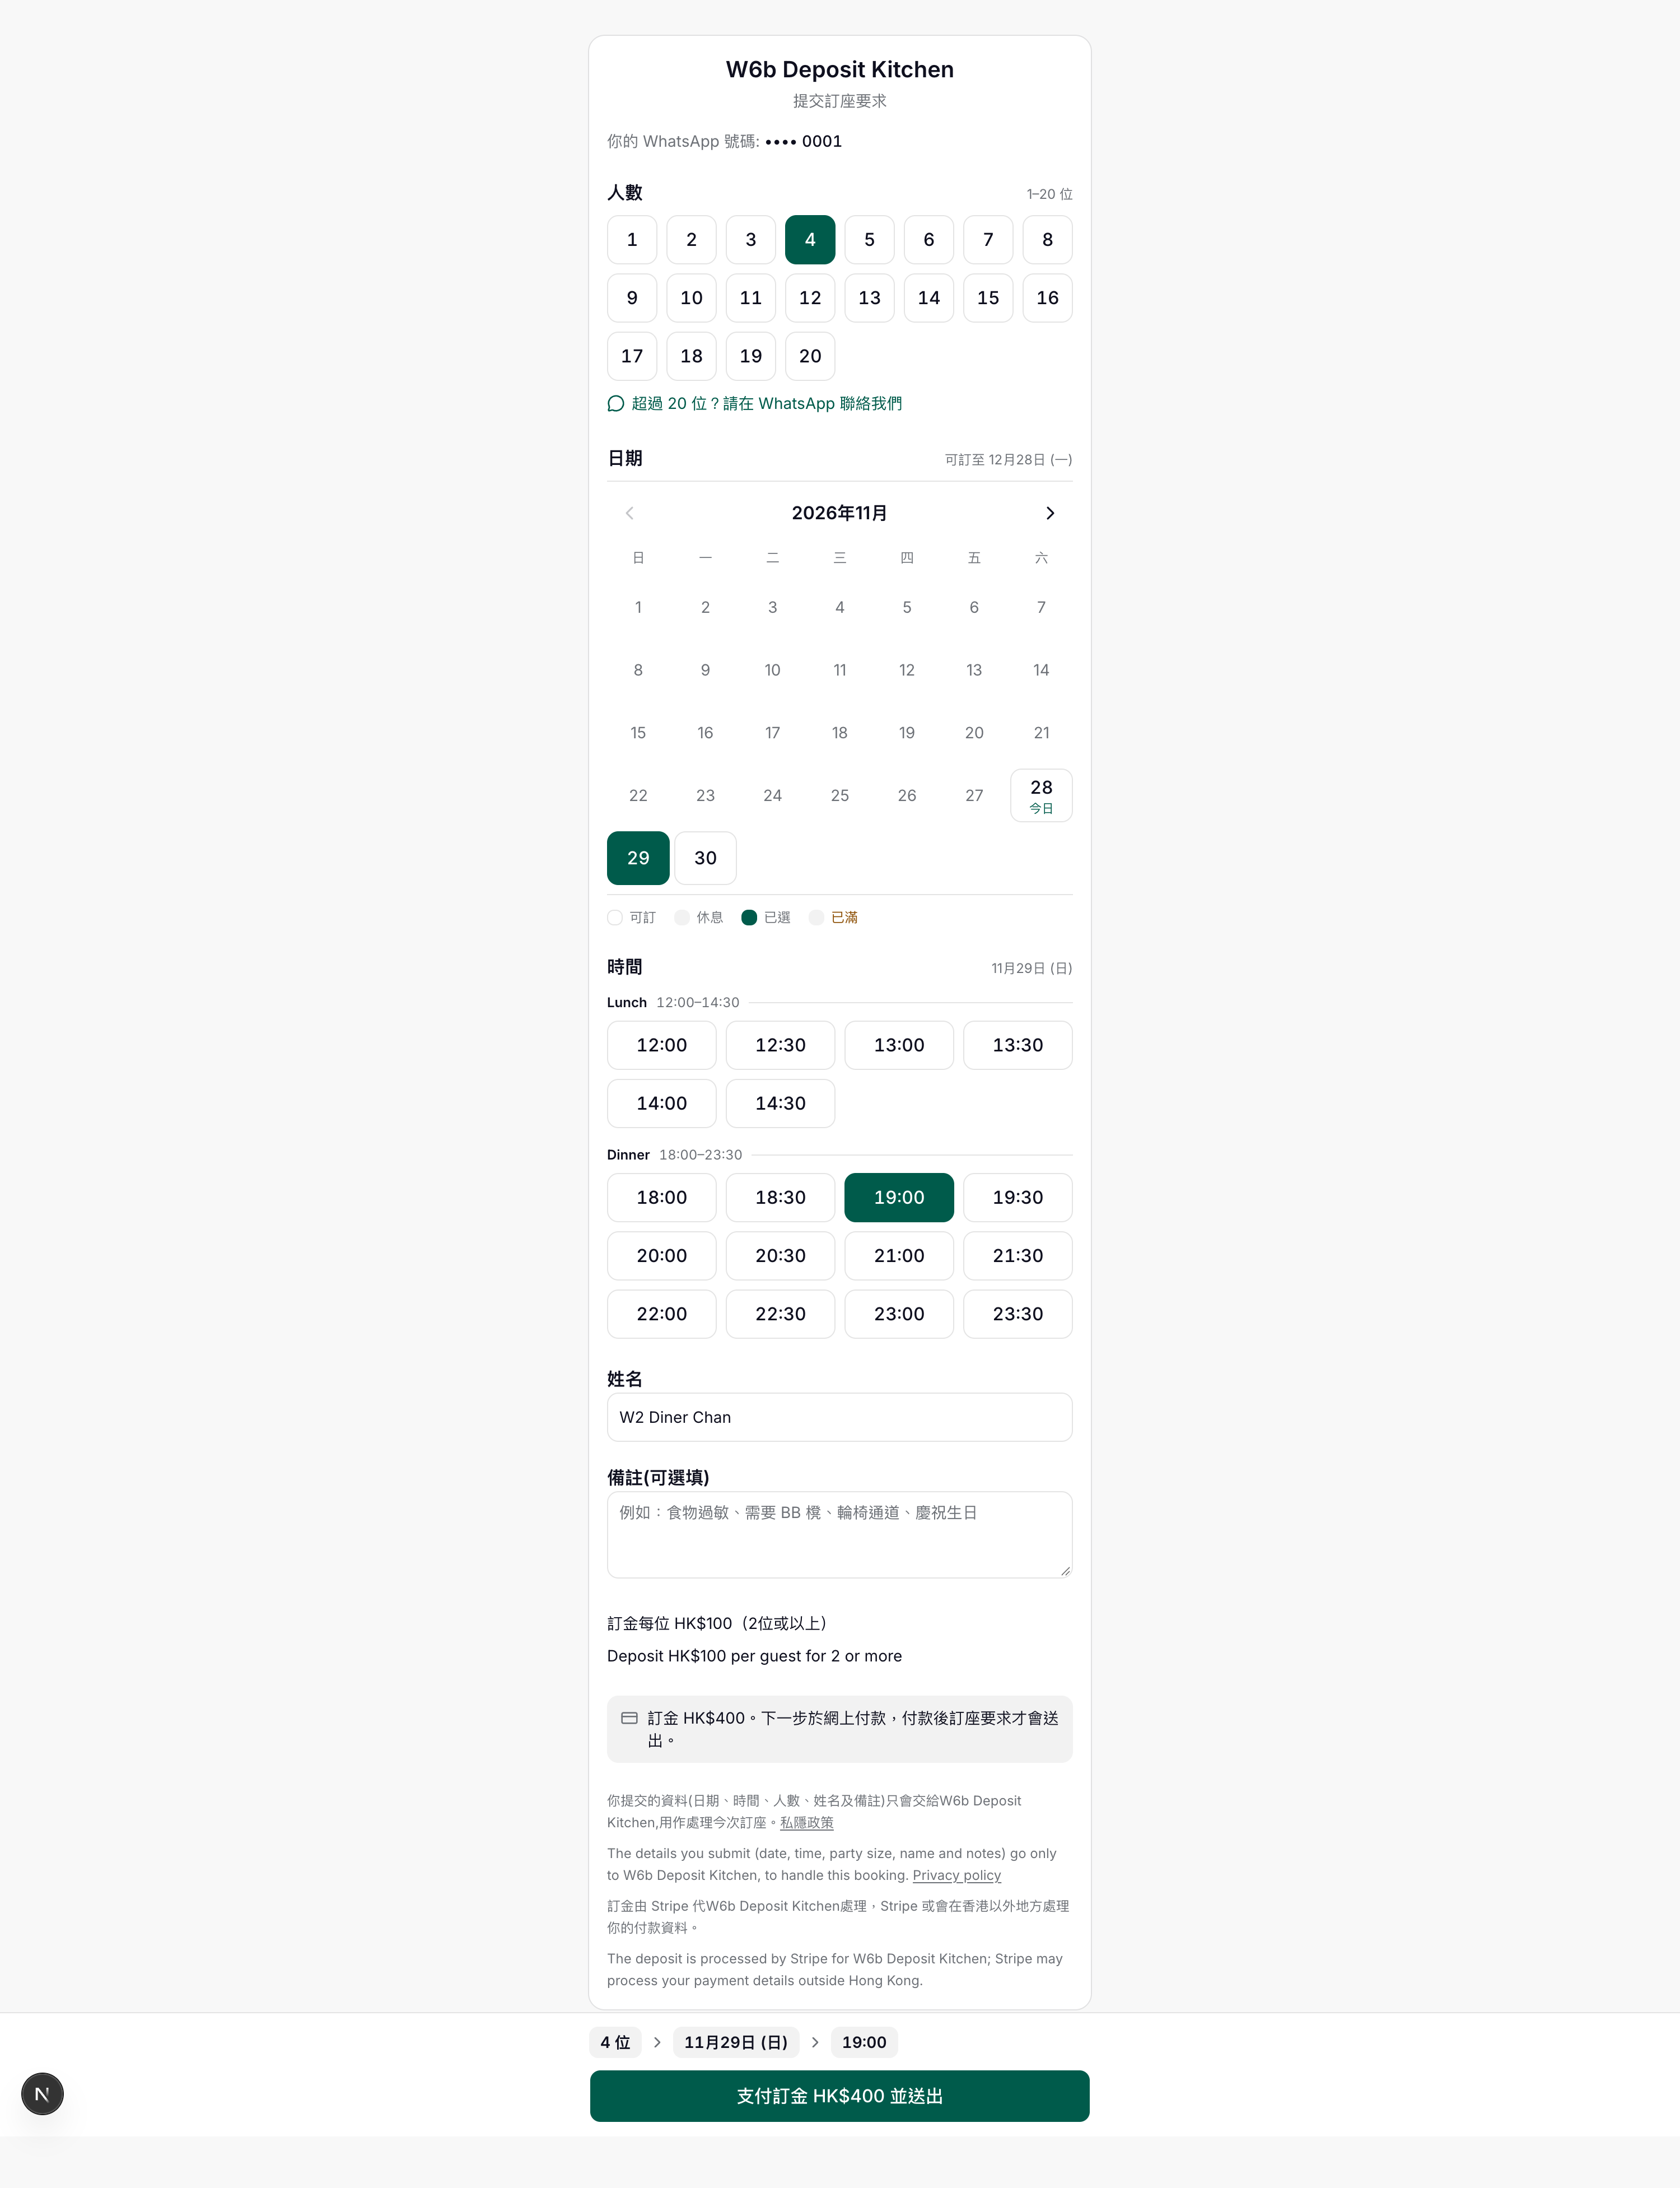 W6b Deposit Kitchen
提交訂座要求
你的 WhatsApp 號碼: •••• 0001
人數 1–20 位
1 2 3 4 5 6 7 8
9 10 11 12 13 14 15 16
17 18 19 20
超過 20 位？請在 WhatsApp 聯絡我們
日期 可訂至 12月28日 (一)
2026年11月
日 一 二 三 四 五 六
1 2 3 4 5 6 7
8 9 10 11 12 13 14
15 16 17 18 19 20 21
22 23 24 25 26 27 28
今日
29 30
可訂 休息 已選 已滿
時間 11月29日 (日)
Lunch 12:00–14:30
12:00 12:30 13:00 13:30
14:00 14:30
Dinner 18:00–23:30
18:00 18:30 19:00 19:30
20:00 20:30 21:00 21:30
22:00 22:30 23:00 23:30
姓名
W2 Diner Chan
備註(可選填)
例如：食物過敏、需要 BB 櫈、輪椅通道、慶祝生日
訂金每位 HK$100（2位或以上）
Deposit HK$100 per guest for 2 or more
訂金 HK$400。下一步於網上付款，付款後訂座要求才會送
出。
你提交的資料(日期、時間、人數、姓名及備註)只會交給W6b Deposit
Kitchen,用作處理今次訂座。私隱政策
The details you submit (date, time, party size, name and notes) go only
to W6b Deposit Kitchen, to handle this booking. Privacy policy
訂金由 Stripe 代W6b Deposit Kitchen處理，Stripe 或會在香港以外地方處理
你的付款資料。
The deposit is processed by Stripe for W6b Deposit Kitchen; Stripe may
process your payment details outside Hong Kong.
4 位 11月29日 (日) 19:00
N
支付訂金 HK$400 並送出